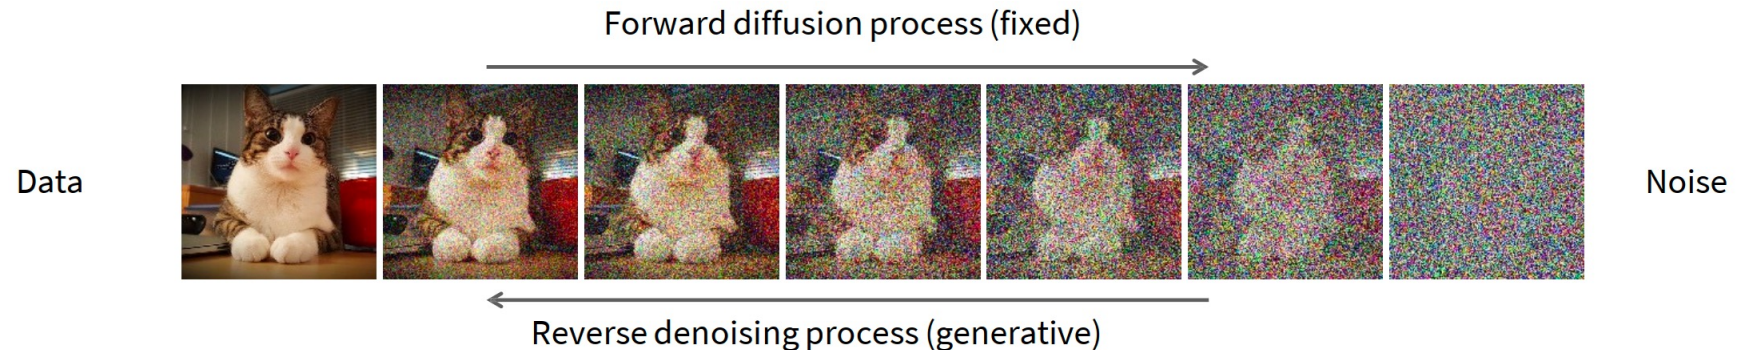 Forward diffusion process (fixed)
Data
Noise
Reverse denoising process (generative)